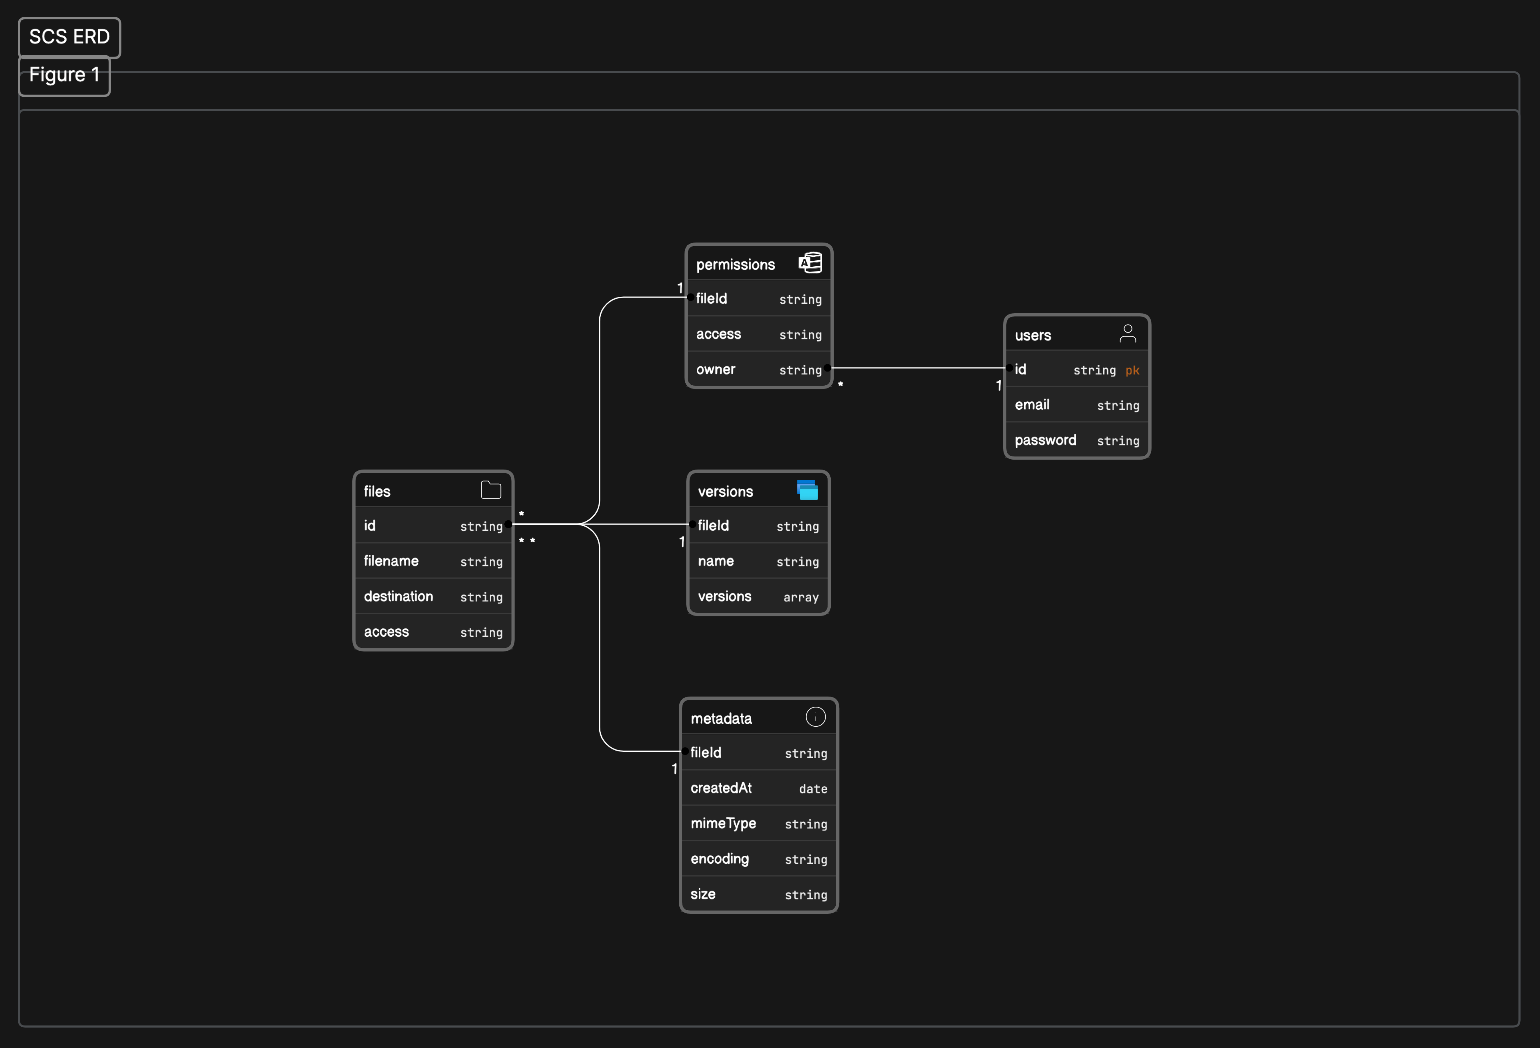 SCS ERD
Figure 1
permissions
1
fileId string
access string
owner string
*
users
id string pk
1
email string
password string
files
*
id string
* *
filename string
destination string
access string
versions
fileId string
1
name string
versions array
metadata
fileId string
1
createdAt date
mimeType string
encoding string
size string